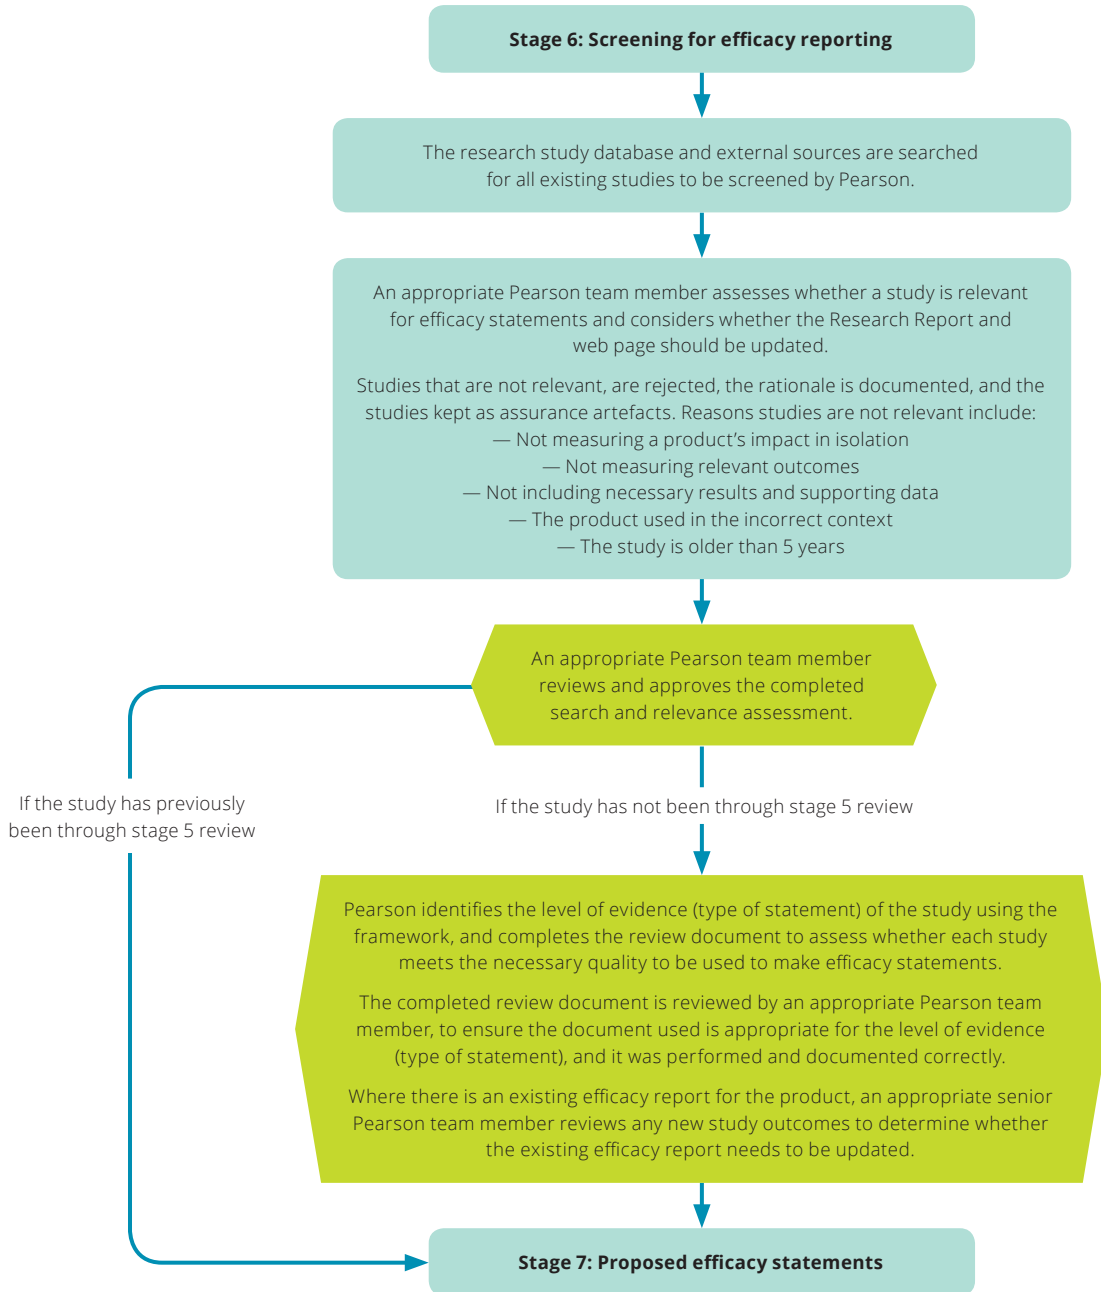 Stage 6: Screening for efficacy reporting
The research study database and external sources are searched
for all existing studies to be screened by Pearson.
An appropriate Pearson team member assesses whether a study is relevant
for efficacy statements and considers whether the Research Report and
web page should be updated.
Studies that are not relevant, are rejected, the rationale is documented, and the
studies kept as assurance artefacts. Reasons studies are not relevant include:
— Not measuring a product’s impact in isolation
— Not measuring relevant outcomes
— Not including necessary results and supporting data
— The product used in the incorrect context
— The study is older than 5 years
An appropriate Pearson team member
reviews and approves the completed
search and relevance assessment.
If the study has previously
been through stage 5 review
If the study has not been through stage 5 review
Pearson identifies the level of evidence (type of statement) of the study using the
framework, and completes the review document to assess whether each study
meets the necessary quality to be used to make efficacy statements.
The completed review document is reviewed by an appropriate Pearson team
member, to ensure the document used is appropriate for the level of evidence
(type of statement), and it was performed and documented correctly.
Where there is an existing efficacy report for the product, an appropriate senior
Pearson team member reviews any new study outcomes to determine whether
the existing efficacy report needs to be updated.
Stage 7: Proposed efficacy statements